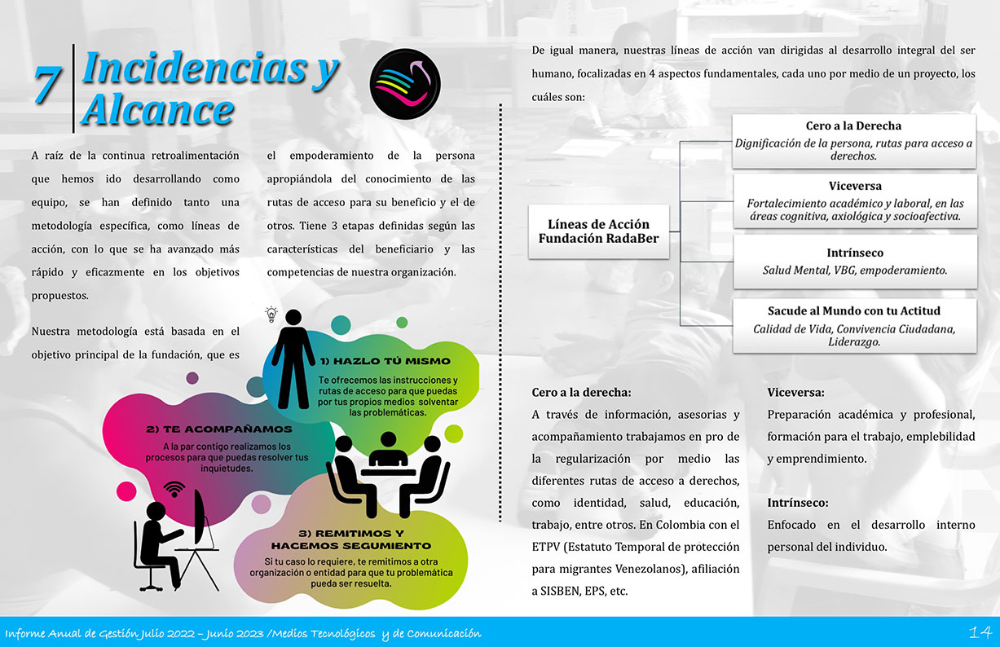 7
Incidencias y
Alcance
A raíz de la continua retroalimentación
que hemos ido desarrollando como
equipo, se han definido tanto una
metodología específica, como líneas de
acción, con lo que se ha avanzado más
rápido y eficazmente en los objetivos
propuestos.
Nuestra metodología está basada en el
objetivo principal de la fundación, que es
el empoderamiento de la persona
apropiándola del conocimiento de las
rutas de acceso para su beneficio y el de
otros. Tiene 3 etapas definidas según las
características del beneficiario y las
competencias de nuestra organización.
1) HAZLO TÚ MISMO
Te ofrecemos las instrucciones y
rutas de acceso para que puedas
por tus propios medios solventar
las problemáticas.
2) TE ACOMPAÑAMOS
A la par contigo realizamos los
procesos para que puedas resolver tus
inquietudes.
3) REMITIMOS Y
HACEMOS SEGUMIENTO
Si tu caso lo requiere, te remitimos a otra
organización o entidad para que tu problemática
pueda ser resuelta.
De igual manera, nuestras líneas de acción van dirigidas al desarrollo integral del ser
humano, focalizadas en 4 aspectos fundamentales, cada uno por medio de un proyecto, los
cuáles son:
Líneas de Acción
Fundación RadaBer
Cero a la Derecha
Dignificación de la persona, rutas para acceso a
derechos.
Viceversa
Fortalecimiento académico y laboral, en las
áreas cognitiva, axiológica y socioafectiva.
Intrínseco
Salud Mental, VBG, empoderamiento.
Sacude al Mundo con tu Actitud
Calidad de Vida, Convivencia Ciudadana,
Liderazgo.
Cero a la derecha:
A través de información, asesorias y
acompañamiento trabajamos en pro de
la regularización por medio las
diferentes rutas de acceso a derechos,
como identidad, salud, educación,
trabajo, entre otros. En Colombia con el
ETPV (Estatuto Temporal de protección
para migrantes Venezolanos), afiliación
a SISBEN, EPS, etc.
Viceversa:
Preparación académica y profesional,
formación para el trabajo, emplebilidad
y emprendimiento.
Intrínseco:
Enfocado en el desarrollo interno
personal del individuo.
Informe Anual de Gestión Julio 2022 – Junio 2023 /Medios Tecnológicos y de Comunicación
14